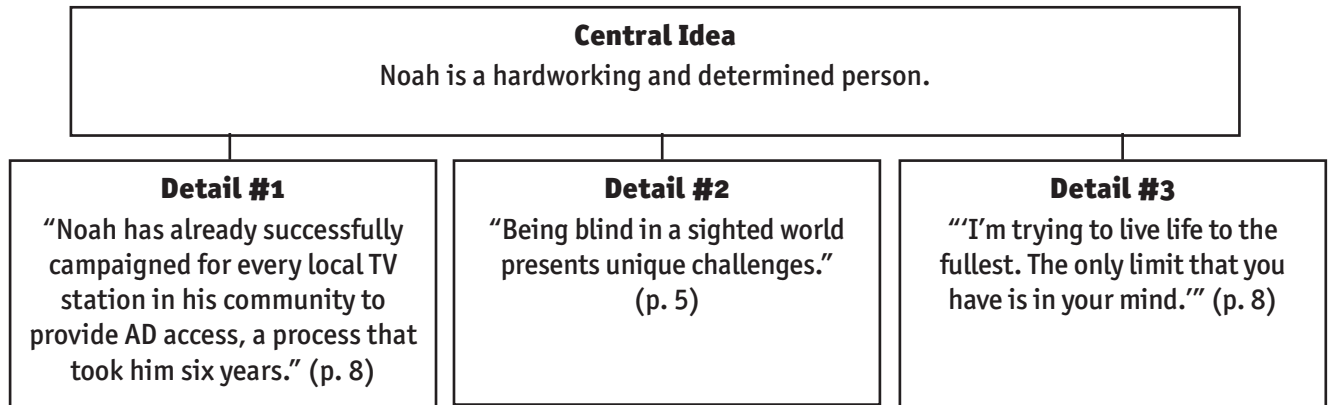 Central Idea
Noah is a hardworking and determined person.
Detail #1
“Noah has already successfully
campaigned for every local TV
station in his community to
provide AD access, a process that
took him six years.” (p. 8)
Detail #2
“Being blind in a sighted world
presents unique challenges.”
(p. 5)
Detail #3
“‘I’m trying to live life to the
fullest. The only limit that you
have is in your mind.’” (p. 8)